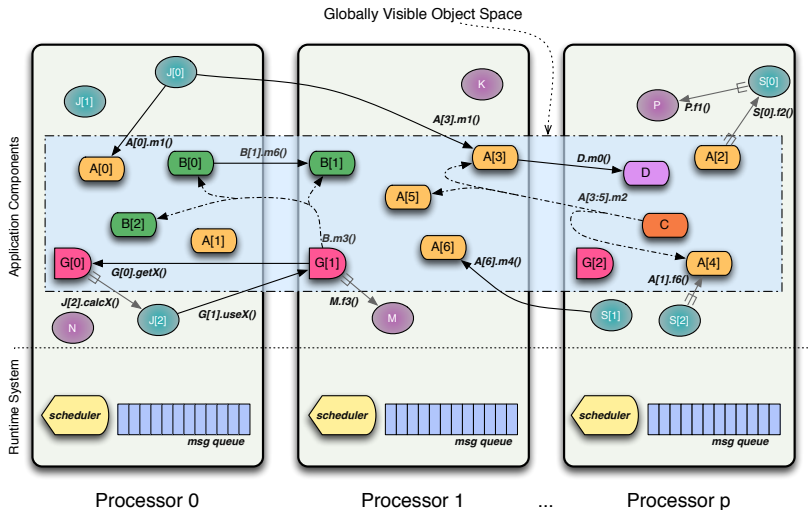 Globally Visible Object Space
Application Components
Runtime System
J[0]
J[1]
K
S[0]
P
P.f1()
S[0].f2()
A[0].m1()
A[3].m1()
A[0]
B[0]
B[1].m6()
B[1]
A[3]
D.m0()
D
A[2]
A[5]
A[3:5].m2
B[2]
A[1]
B.m3()
A[6]
C
G[0]
G[0].getX()
G[1]
A[6].m4()
G[2]
A[4]
A[1].f6()
J[2].calcX()
G[1].useX()
M.f3()
N
J[2]
M
S[1]
S[2]
scheduler
msg queue
scheduler
msg queue
scheduler
msg queue
Processor 0
Processor 1
...
Processor p